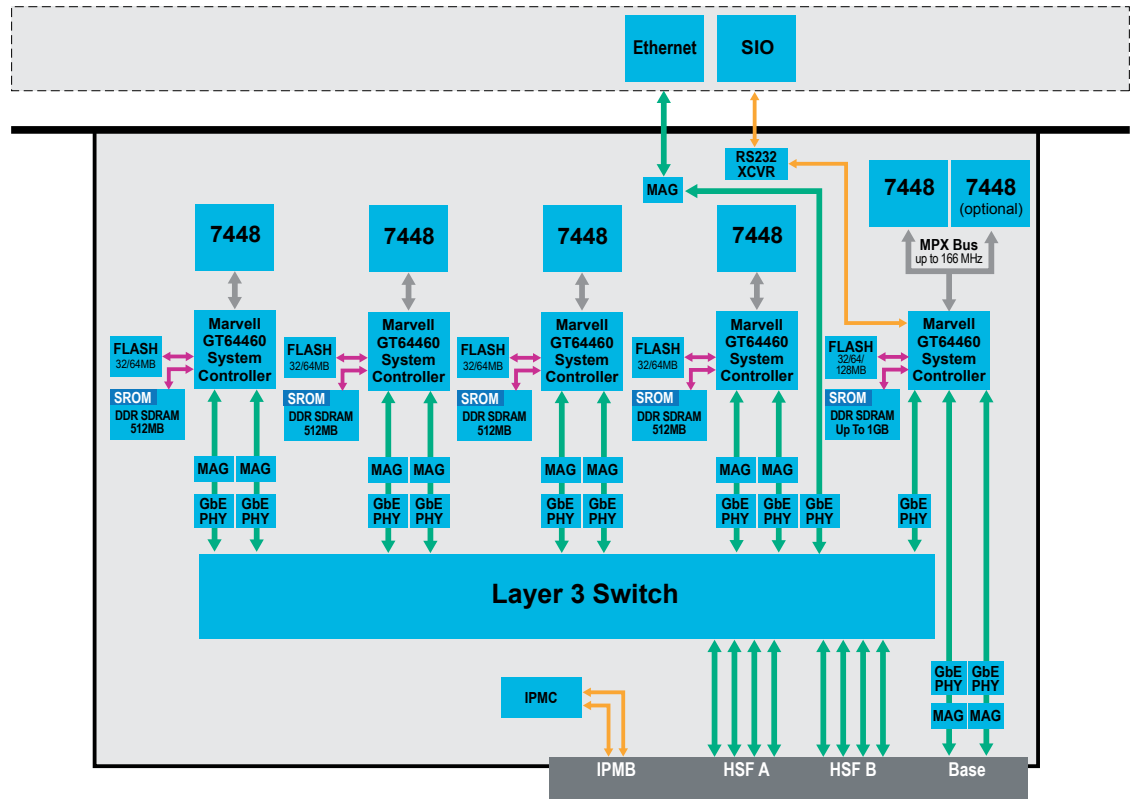 Ethernet
SIO
RS232
XCVR
MAG
7448
7448
(optional)
MPX Bus
up to 166 MHz
7448
7448
7448
7448
Marvell
GT64460
System
Controller
Marvell
GT64460
System
Controller
Marvell
GT64460
System
Controller
Marvell
GT64460
System
Controller
Marvell
GT64460
System
Controller
FLASH
32/64MB
FLASH
32/64MB
FLASH
32/64MB
FLASH
32/64MB
FLASH
32/64/
128MB
SROM
DDR SDRAM
512MB
SROM
DDR SDRAM
512MB
SROM
DDR SDRAM
512MB
SROM
DDR SDRAM
512MB
SROM
DDR SDRAM
Up To 1GB
MAG
MAG
MAG
MAG
MAG
MAG
MAG
MAG
GbE
PHY
GbE
PHY
GbE
PHY
GbE
PHY
GbE
PHY
GbE
PHY
GbE
PHY
GbE
PHY
GbE
PHY
GbE
PHY
Layer 3 Switch
GbE
PHY
GbE
PHY
IPMC
MAG
MAG
IPMB
HSF A
HSF B
Base